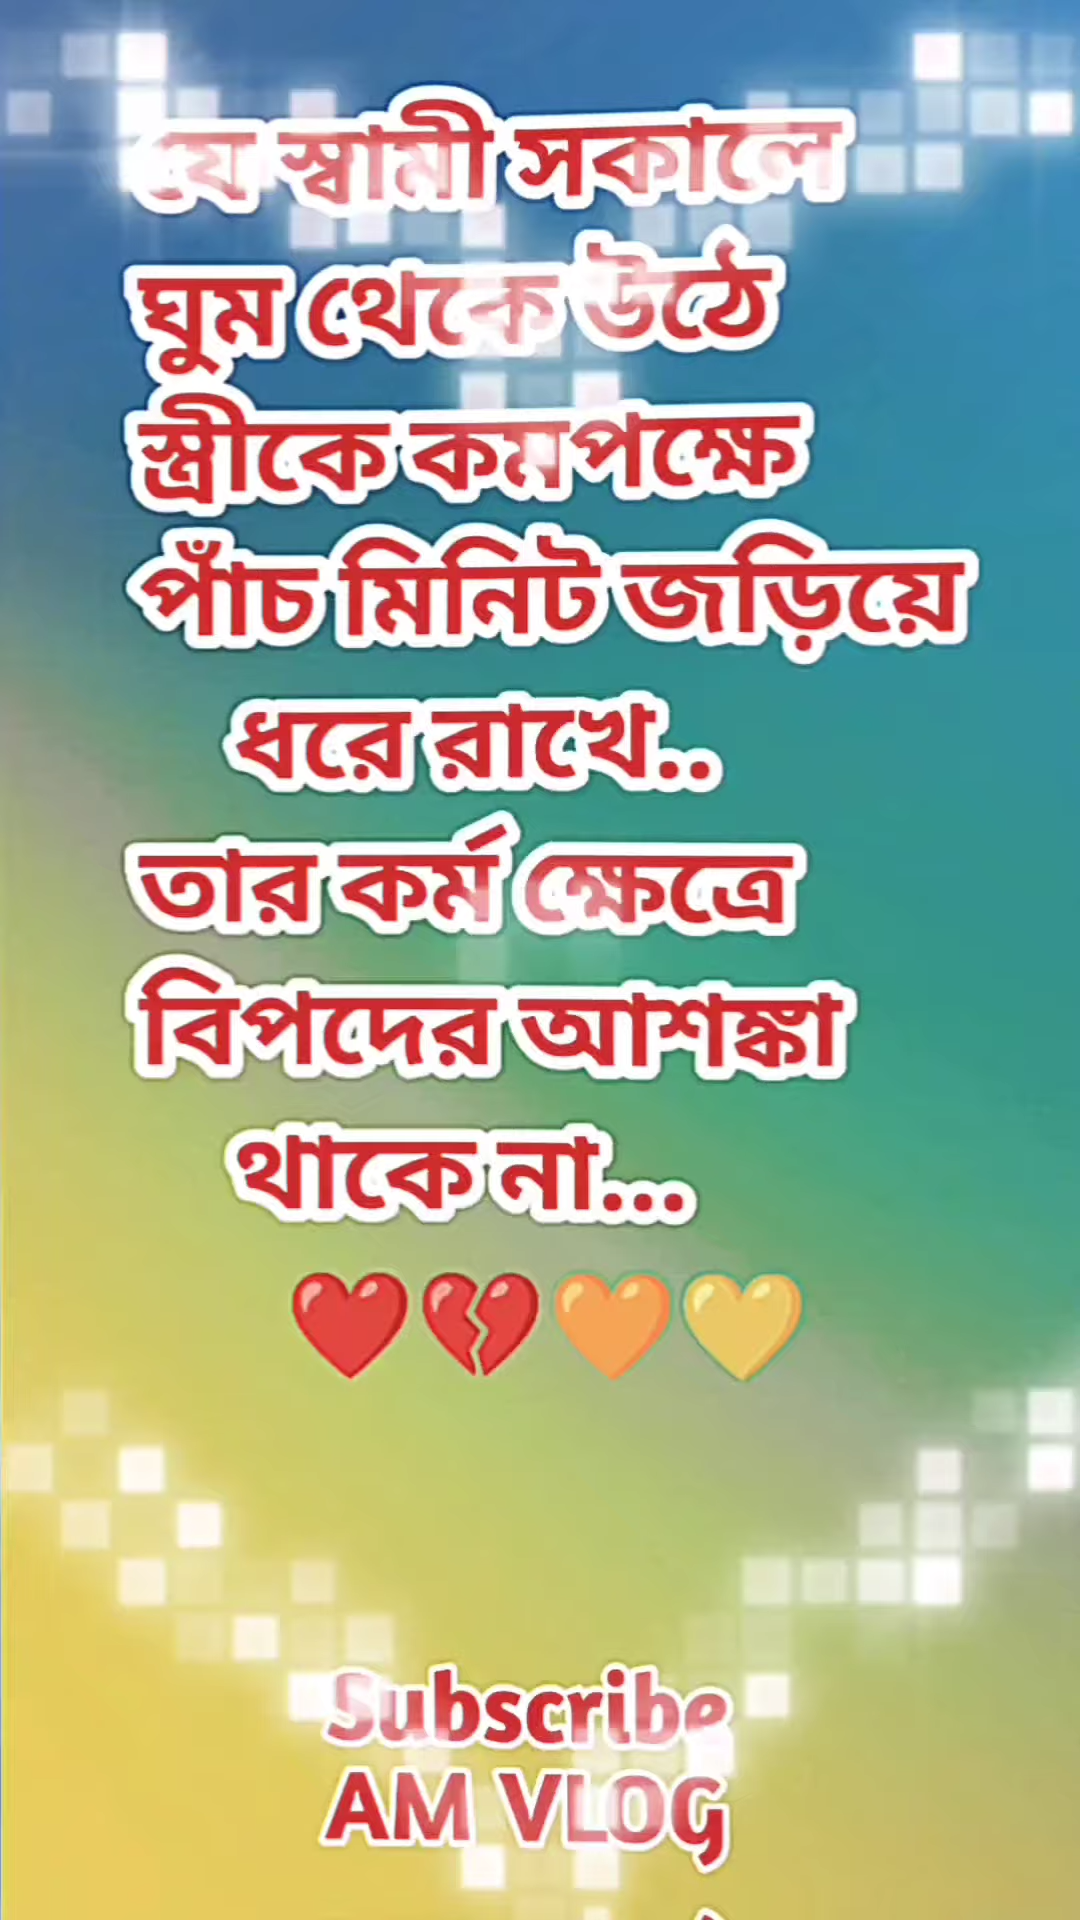 যে স্বামী সকালে
ঘুম থেকে উঠে
স্ত্রীকে কমপক্ষে
পাঁচ মিনিট জড়িয়ে
ধরে রাখে..
তার কর্ম ক্ষেত্রে
বিপদের আশঙ্কা
থাকে না...
❤️💔🧡💛
Subscribe
AM VLOG